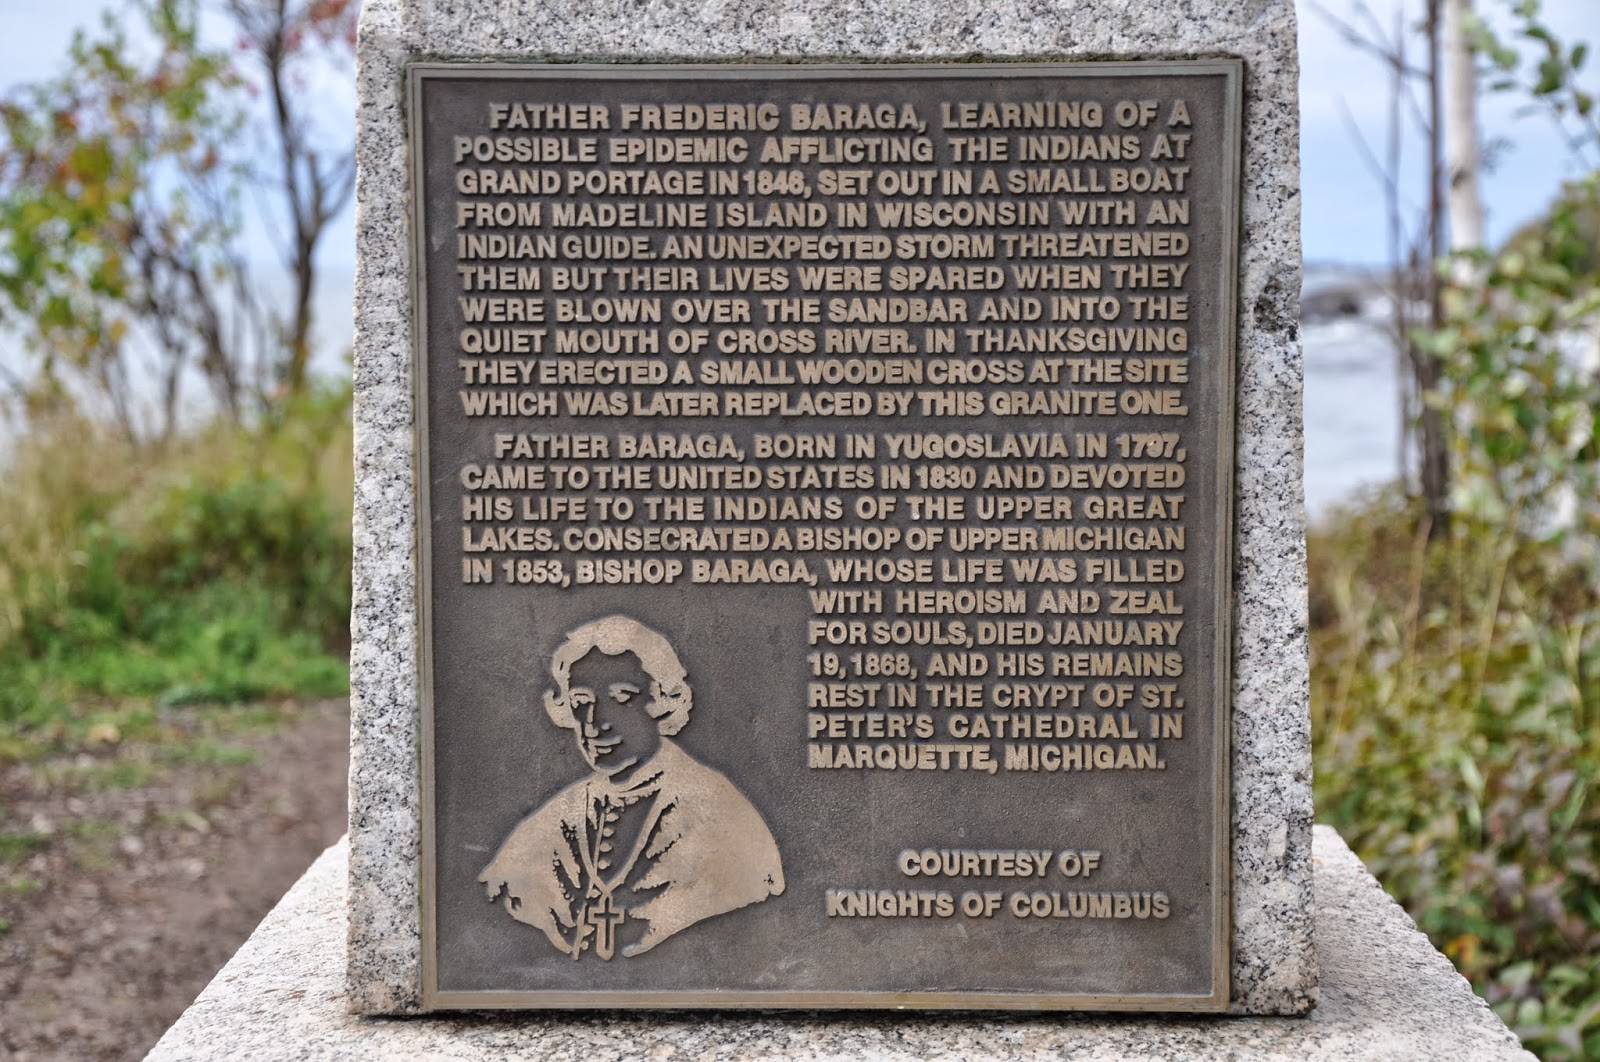 FATHER FREDERIC BARAGA, LEARNING OF A
POSSIBLE EPIDEMIC AFFLICTING THE INDIANS AT
GRAND PORTAGE IN 1846, SET OUT IN A SMALL BOAT
FROM MADELINE ISLAND IN WISCONSIN WITH AN
INDIAN GUIDE. AN UNEXPECTED STORM THREATENED
THEM BUT THEIR LIVES WERE SPARED WHEN THEY
WERE BLOWN OVER THE SANDBAR AND INTO THE
QUIET MOUTH OF CROSS RIVER. IN THANKSGIVING
THEY ERECTED A SMALL WOODEN CROSS AT THE SITE
WHICH WAS LATER REPLACED BY THIS GRANITE ONE.
FATHER BARAGA, BORN IN YUGOSLAVIA IN 1797,
CAME TO THE UNITED STATES IN 1830 AND DEVOTED
HIS LIFE TO THE INDIANS OF THE UPPER GREAT
LAKES. CONSECRATED A BISHOP OF UPPER MICHIGAN
IN 1853, BISHOP BARAGA, WHOSE LIFE WAS FILLED
WITH HEROISM AND ZEAL
FOR SOULS, DIED JANUARY
19, 1868, AND HIS REMAINS
REST IN THE CRYPT OF ST.
PETER'S CATHEDRAL IN
MARQUETTE, MICHIGAN.
COURTESY OF
KNIGHTS OF COLUMBUS